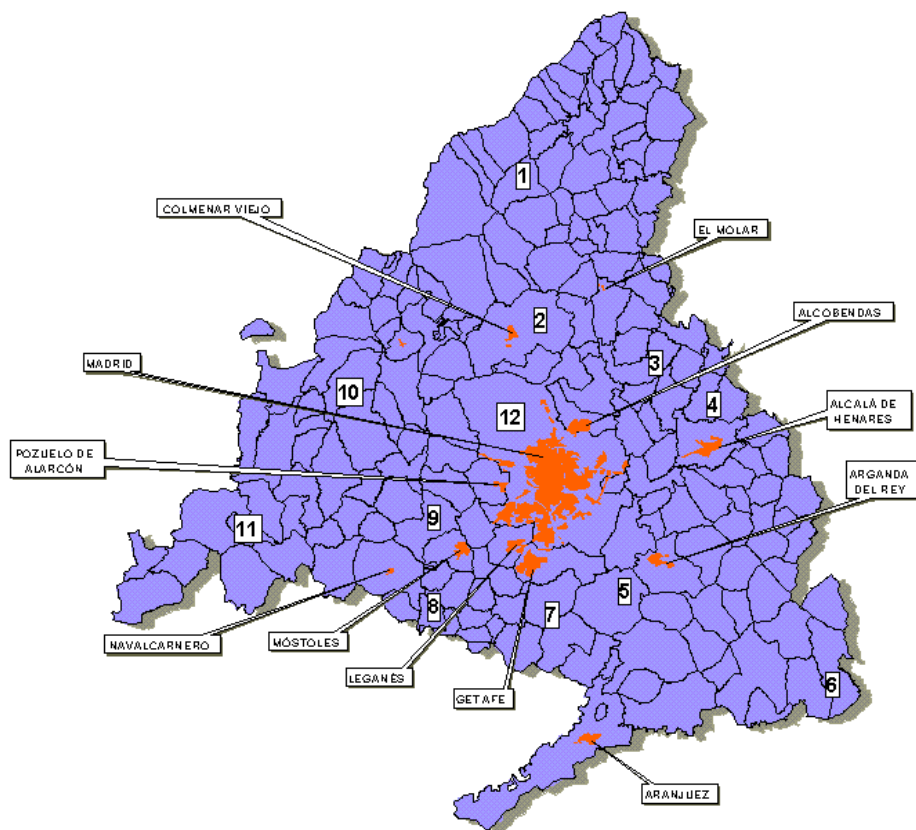 1
COLMENAR VIEJO
EL MOLAR
2
ALCOBENDAS
MADRID
3
10
12
4
ALCALÁ DE
HENARES
POZUELO DE
ALARCÓN
ARGANDA
DEL REY
9
11
5
8
7
NAVALCARNERO
MÓSTOLES
LEGANÉS
GETAFE
6
ARANJUEZ